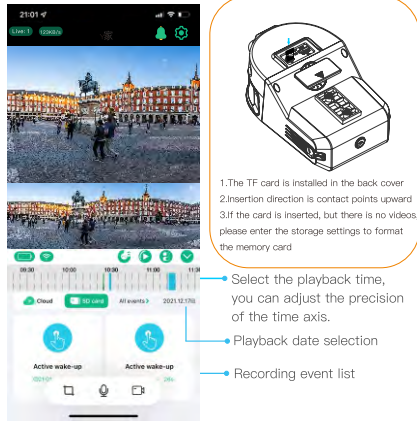 21:01
Live: 1 120KB/s
1.The TF card is installed in the back cover
2.Insertion direction is contact points upward
3.If the card is inserted, but there is no videos,
please enter the storage settings to format
the memory card
09:30 10:00 10:30 11:00 11:30
Cloud SD card All events > 2021.12.17
Select the playback time,
you can adjust the precision
of the time axis.
Playback date selection
Active wake-up Active wake-up
Recording event list